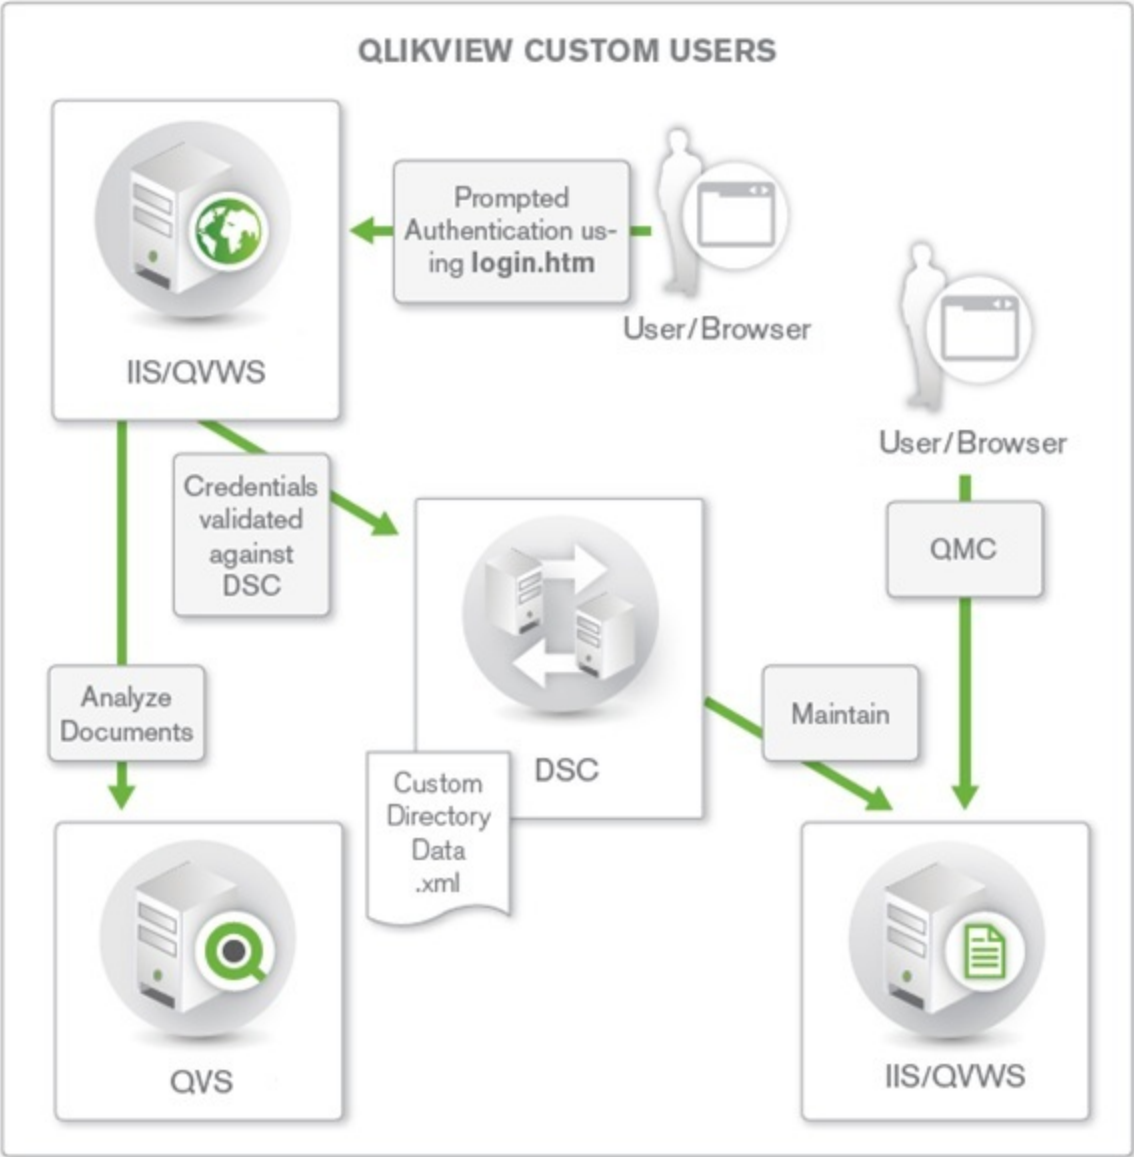 QLIKVIEW CUSTOM USERS
Prompted
Authentication us-
ing login.htm
User/Browser
IIS/QVWS
User/Browser
Credentials
validated
against
DSC
QMC
Analyze
Documents
Maintain
DSC
Custom
Directory
Data
.xml
QVS
IIS/QVWS